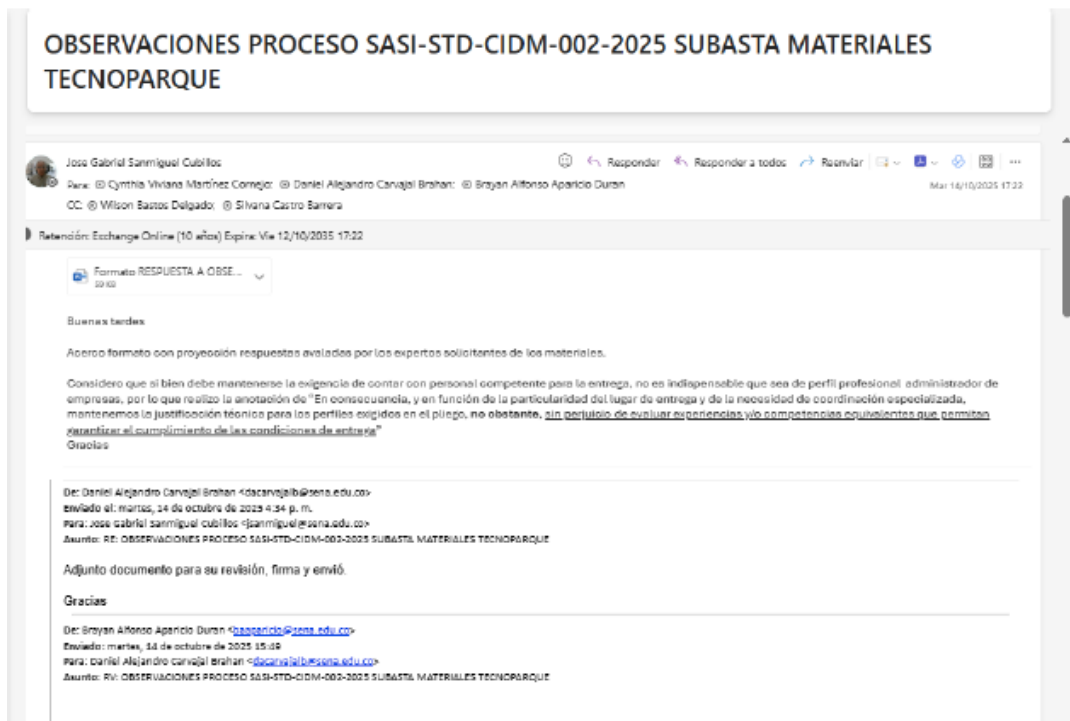 OBSERVACIONES PROCESO SASI-STD-CIDM-002-2025 SUBASTA MATERIALES
TECNOPARQUE
Jose Gabriel Sanmiguel Cubillos
Responder Responder a todos Reenviar
Para: Cynthia Viviana Martínez Cornejo; Daniel Alejandro Carvajal Brahan; Brayan Alfonso Aparicio Duran
Mar 14/10/2025 17:22
CC: Wilson Bastos Delgado; Silvana Castro Barrera
Retención: Exchange Online (10 años) Expira: Vie 12/10/2035 17:22
Formato RESPUESTA A OBSE...
Buenas tardes
Acerco formato con proyección respuestas avaladas por los expertos solicitantes de los materiales.
Considero que si bien debe mantenerse la exigencia de contar con personal competente para la entrega, no es indispensable que sea de perfil profesional administrador de
empresas, por lo que realizo la anotación de "En consecuencia, y en función de la particularidad del lugar de entrega y de la necesidad de coordinación especializada,
mantenemos la justificación técnica para los perfiles exigidos en el pliego, no obstante, sin perjuicio de evaluar experiencias y/o competencias equivalentes que permitan
garantizar el cumplimiento de las condiciones de entrega"
Gracias
De: Daniel Alejandro Carvajal Brahan <dacarvajalb@sena.edu.co>
Enviado el: martes, 14 de octubre de 2025 4:34 p. m.
Para: Jose Gabriel Sanmiguel Cubillos <jsanmiguel@sena.edu.co>
Asunto: RE: OBSERVACIONES PROCESO SASI-STD-CIDM-002-2025 SUBASTA MATERIALES TECNOPARQUE
Adjunto documento para su revisión, firma y envió.
Gracias
De: Brayan Alfonso Aparicio Duran <baaparicio@sena.edu.co>
Enviado: martes, 14 de octubre de 2025 15:49
Para: Daniel Alejandro Carvajal Brahan <dacarvajalb@sena.edu.co>
Asunto: RV: OBSERVACIONES PROCESO SASI-STD-CIDM-002-2025 SUBASTA MATERIALES TECNOPARQUE